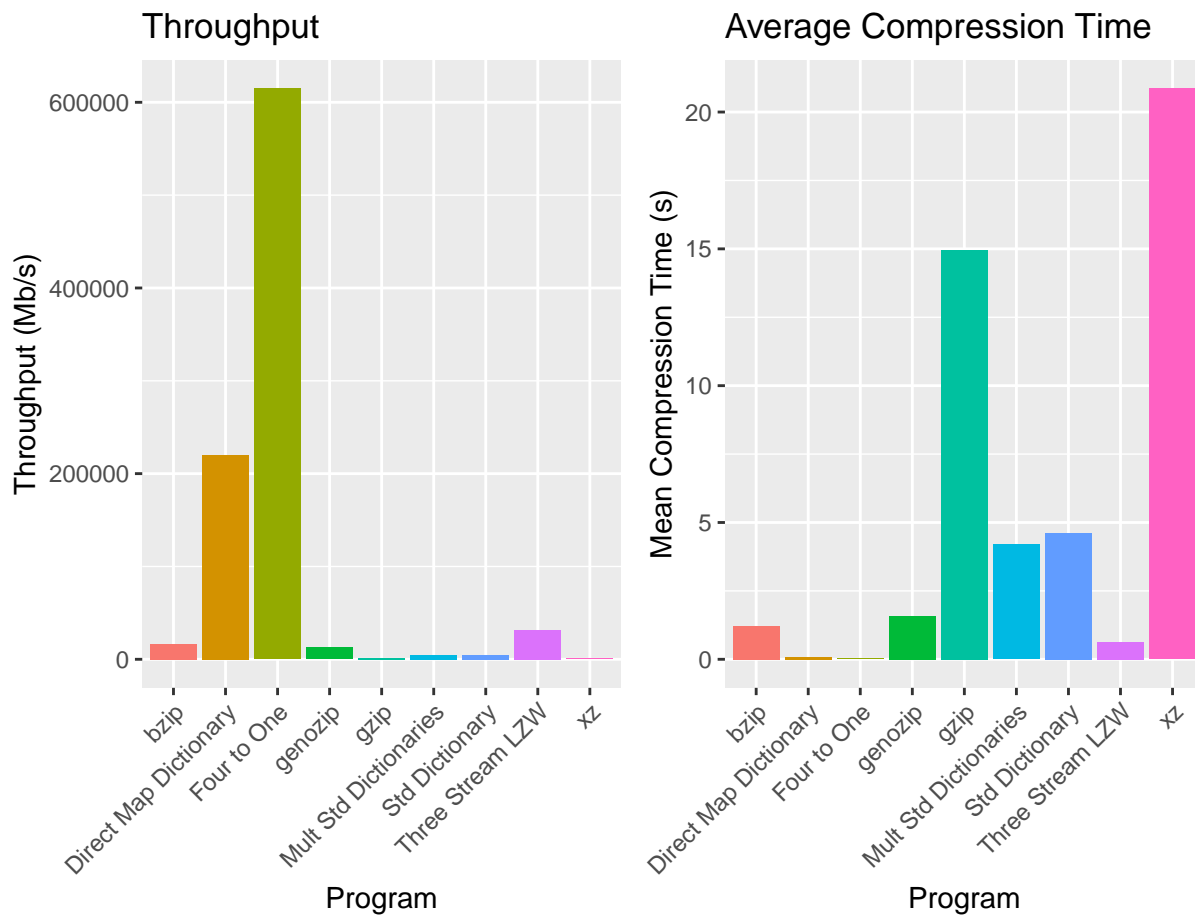 Throughput
Throughput (Mb/s)
600000
400000
200000
0
bzip
Direct Map Dictionary
Four to One
genozip
gzip
Mult Std Dictionaries
Std Dictionary
Three Stream LZW
xz
Program
Average Compression Time
Mean Compression Time (s)
20
15
10
5
0
bzip
Direct Map Dictionary
Four to One
genozip
gzip
Mult Std Dictionaries
Std Dictionary
Three Stream LZW
xz
Program